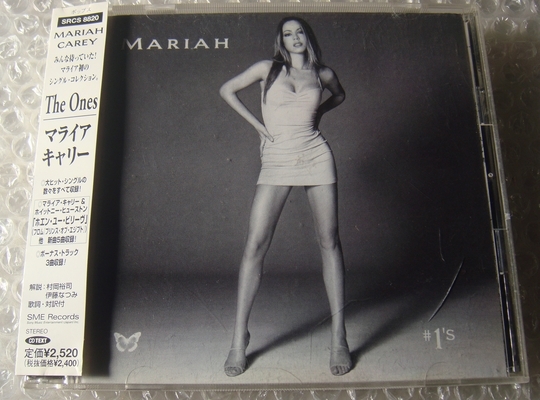 ポップス
SRCS 8820
MARIAH
CAREY
みんな待っていた!
マライア初の
シングル・コレクション。
The Ones
マライア
キャリー
○大ヒット・シングルの
数々をすべて収録!
マライア・キャリー&
ホイットニー・ヒューストン
「ホエン・ユー・ビリーヴ」
(フロム プリンス・オブ・エジプト)
他 新曲5曲収録!
○ボーナス・トラック
3曲収録!
解説:村岡裕司
伊藤なつみ
歌詞・対訳付
SME Records
STEREO
CD TEXT
定価¥2,520
(税抜価格¥2,400)
MARIAH
#1's